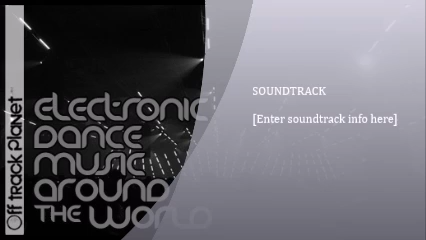 Off Track Planet
electronic
Dance
music
around
THE WORLD
SOUNDTRACK
[Enter soundtrack info here]